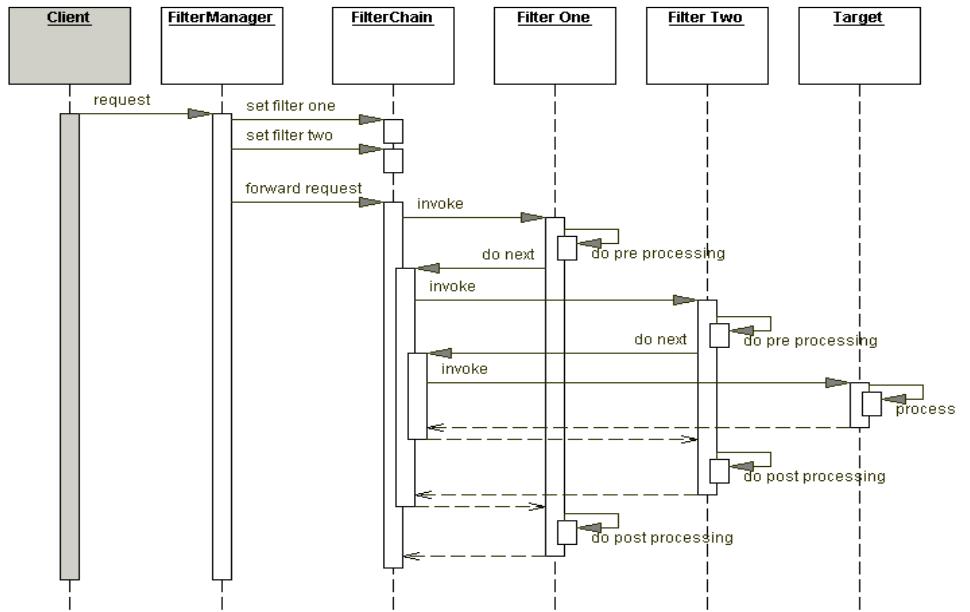 Client
FilterManager
FilterChain
Filter One
Filter Two
Target
request
set filter one
set filter two
forward request
invoke
do pre processing
do next
invoke
do pre processing
do next
invoke
process
do post processing
do post processing